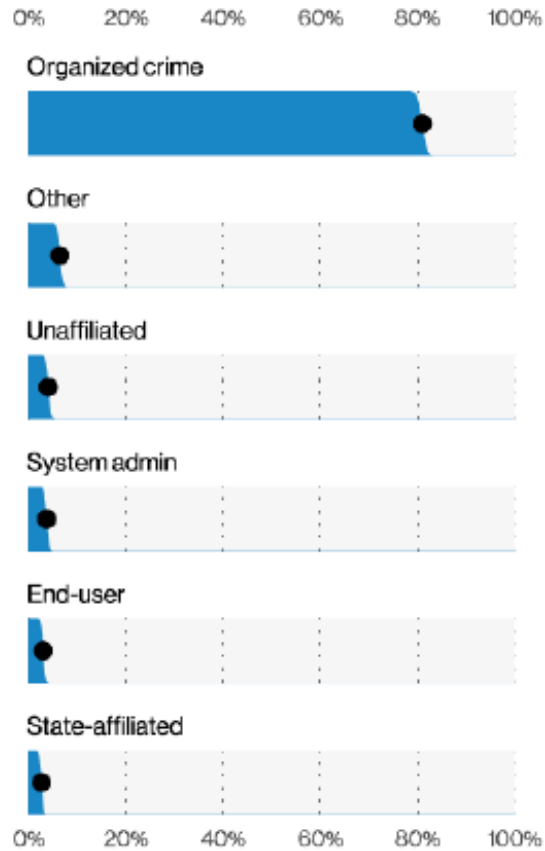 0% 20% 40% 60% 80% 100%
Organized crime
Other
Unaffiliated
System admin
End-user
State-affiliated
0% 20% 40% 60% 80% 100%